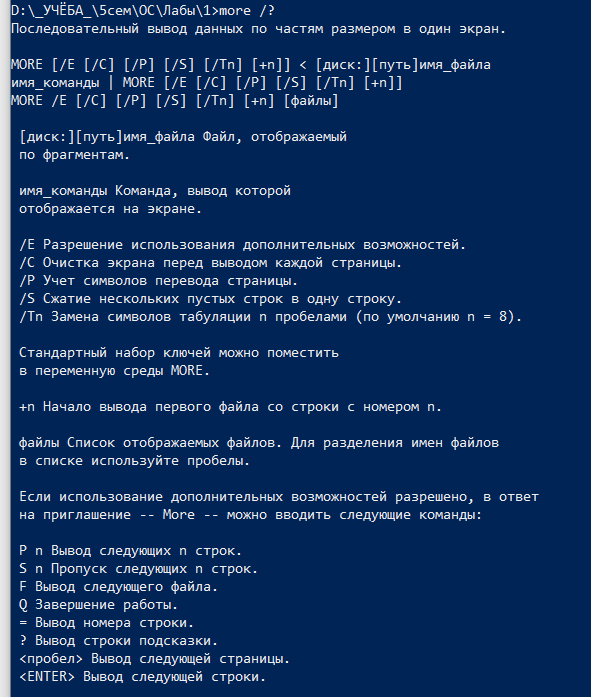 D:\_УЧЁБА_\5сем\ОС\Лабы\1>more /?
Последовательный вывод данных по частям размером в один экран.
MORE [/E [/C] [/P] [/S] [/Tn] [+n]] < [диск:][путь]имя_файла
имя_команды | MORE [/E [/C] [/P] [/S] [/Tn] [+n]]
MORE /E [/C] [/P] [/S] [/Tn] [+n] [файлы]
[диск:][путь]имя_файла Файл, отображаемый
по фрагментам.
имя_команды Команда, вывод которой
отображается на экране.
/E Разрешение использования дополнительных возможностей.
/C Очистка экрана перед выводом каждой страницы.
/P Учет символов перевода страницы.
/S Сжатие нескольких пустых строк в одну строку.
/Tn Замена символов табуляции n пробелами (по умолчанию n = 8).
Стандартный набор ключей можно поместить
в переменную среды MORE.
+n Начало вывода первого файла со строки с номером n.
файлы Список отображаемых файлов. Для разделения имен файлов
в списке используйте пробелы.
Если использование дополнительных возможностей разрешено, в ответ
на приглашение -- More -- можно вводить следующие команды:
P n Вывод следующих n строк.
S n Пропуск следующих n строк.
F Вывод следующего файла.
Q Завершение работы.
= Вывод номера строки.
? Вывод строки подсказки.
<пробел> Вывод следующей страницы.
<ENTER> Вывод следующей строки.